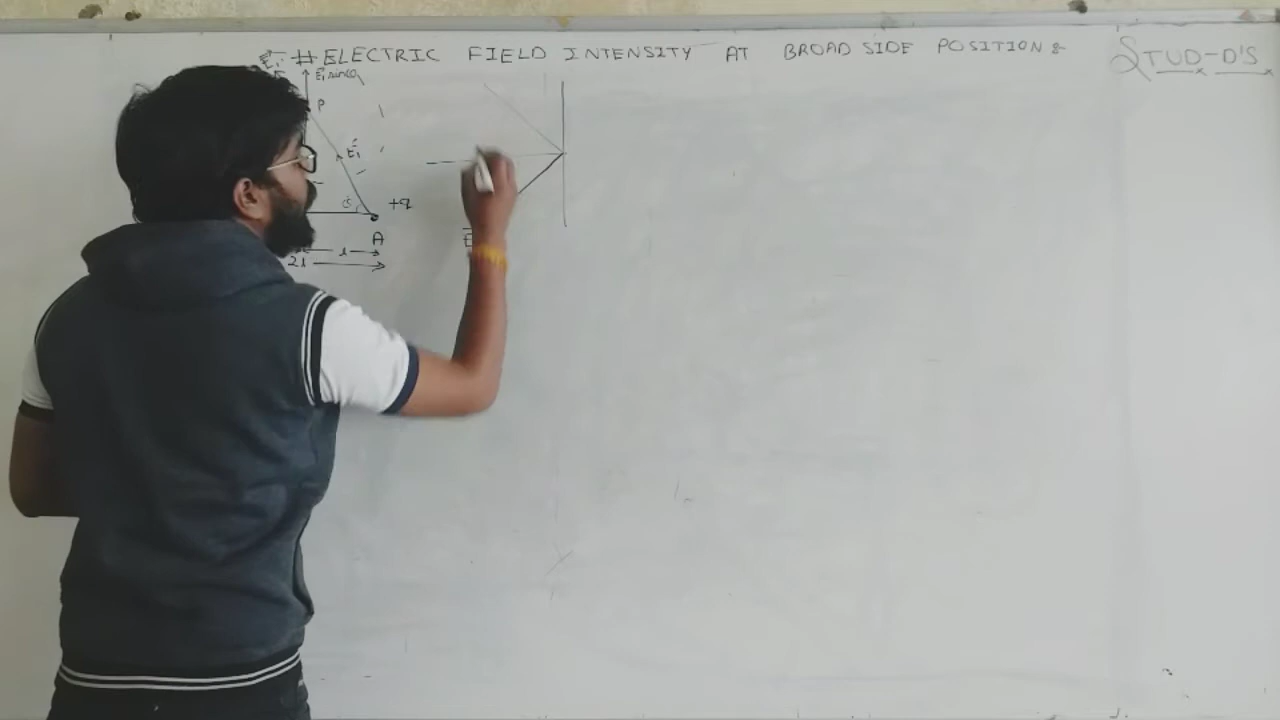 # ELECTRIC FIELD INTENSITY AT BROAD SIDE POSITION :-
STUD-D'S
E₁ sinθ
P
E₁
+q
A
l
2l